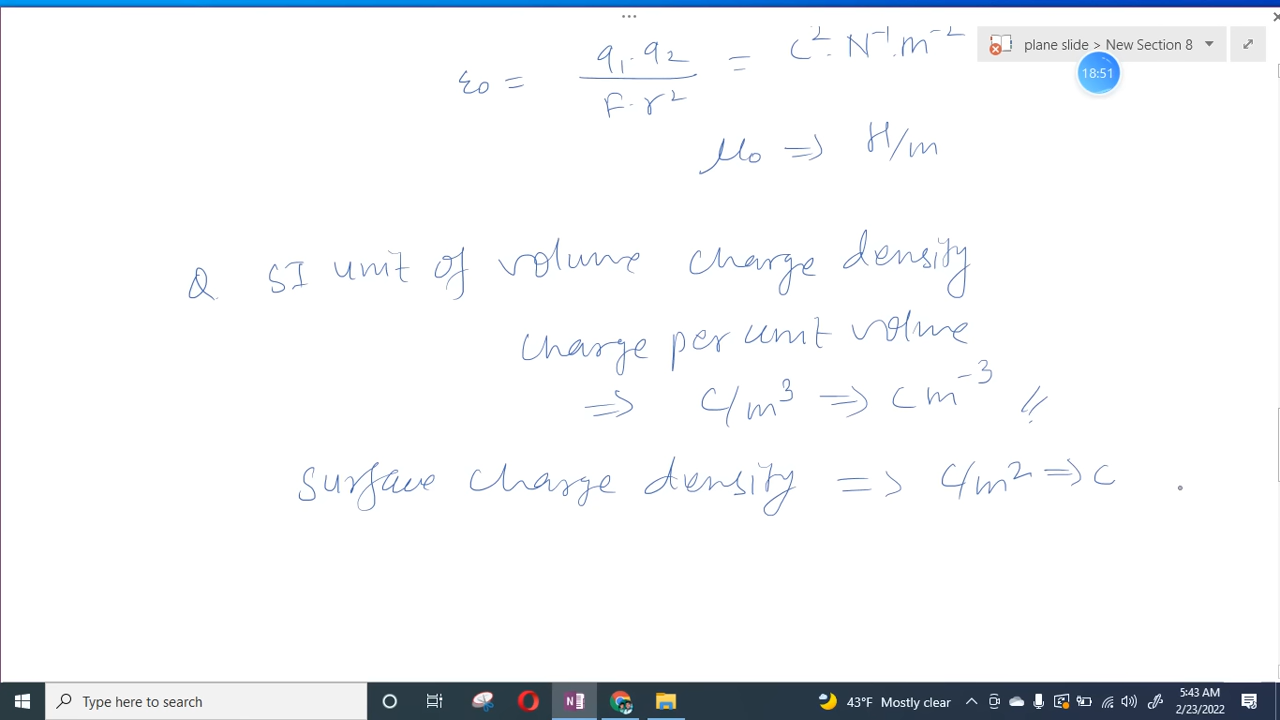 plane slide > New Section 8
18:51
ε0 = q1.q2 / F.r² = C².N⁻¹.m⁻²
μ0 ⇒ H/m
Q. SI unit of volume charge density
charge per unit volume
⇒ C/m³ ⇒ C m⁻³ //
surface charge density ⇒ C/m² ⇒ C
Type here to search
43°F Mostly clear
5:43 AM
2/23/2022